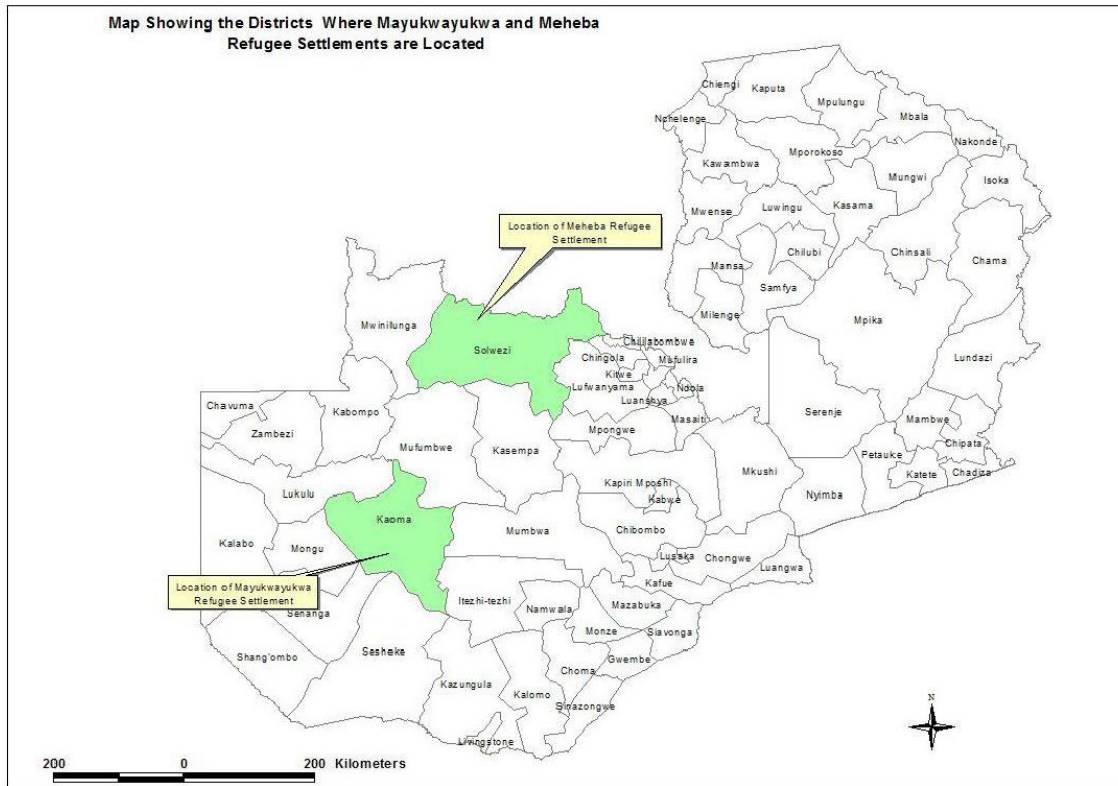 Map Showing the Districts Where Mayukwayukwa and Meheba
Refugee Settlements are Located
Chiengi
Kaputa
Mpulungu
Mbala
Nchelenge
Nakonde
Kawambwa
Mporokoso
Mungwi
Isoka
Mwense
Luwingu
Kasama
Location of Meheba Refugee
Settlement
Chilubi
Chinsali
Chama
Mansa
Samfya
Milenge
Mpika
Mwinilunga
Solwezi
Chililabombwe
Chingola
Mufulira
Lundazi
Kitwe
Lufwanyama
Ndola
Luanshya
Chavuma
Kabompo
Zambezi
Masaiti
Serenje
Mambwe
Mpongwe
Chipata
Mufumbwe
Kasempa
Petauke
Katete
Chadiza
Mkushi
Kapiri Mposhi
Nyimba
Lukulu
Kabwe
Kaoma
Mumbwa
Chibombo
Kalabo
Mongu
Lusaka
Chongwe
Luangwa
Kafue
Location of Mayukwayukwa
Refugee Settlement
Itezhi-tezhi
Namwala
Mazabuka
Senanga
Monze
Siavonga
Shang'ombo
Sesheke
Gwembe
Choma
Kazungula
Kalomo
Sinazongwe
Livingstone
N
200 0 200 Kilometers